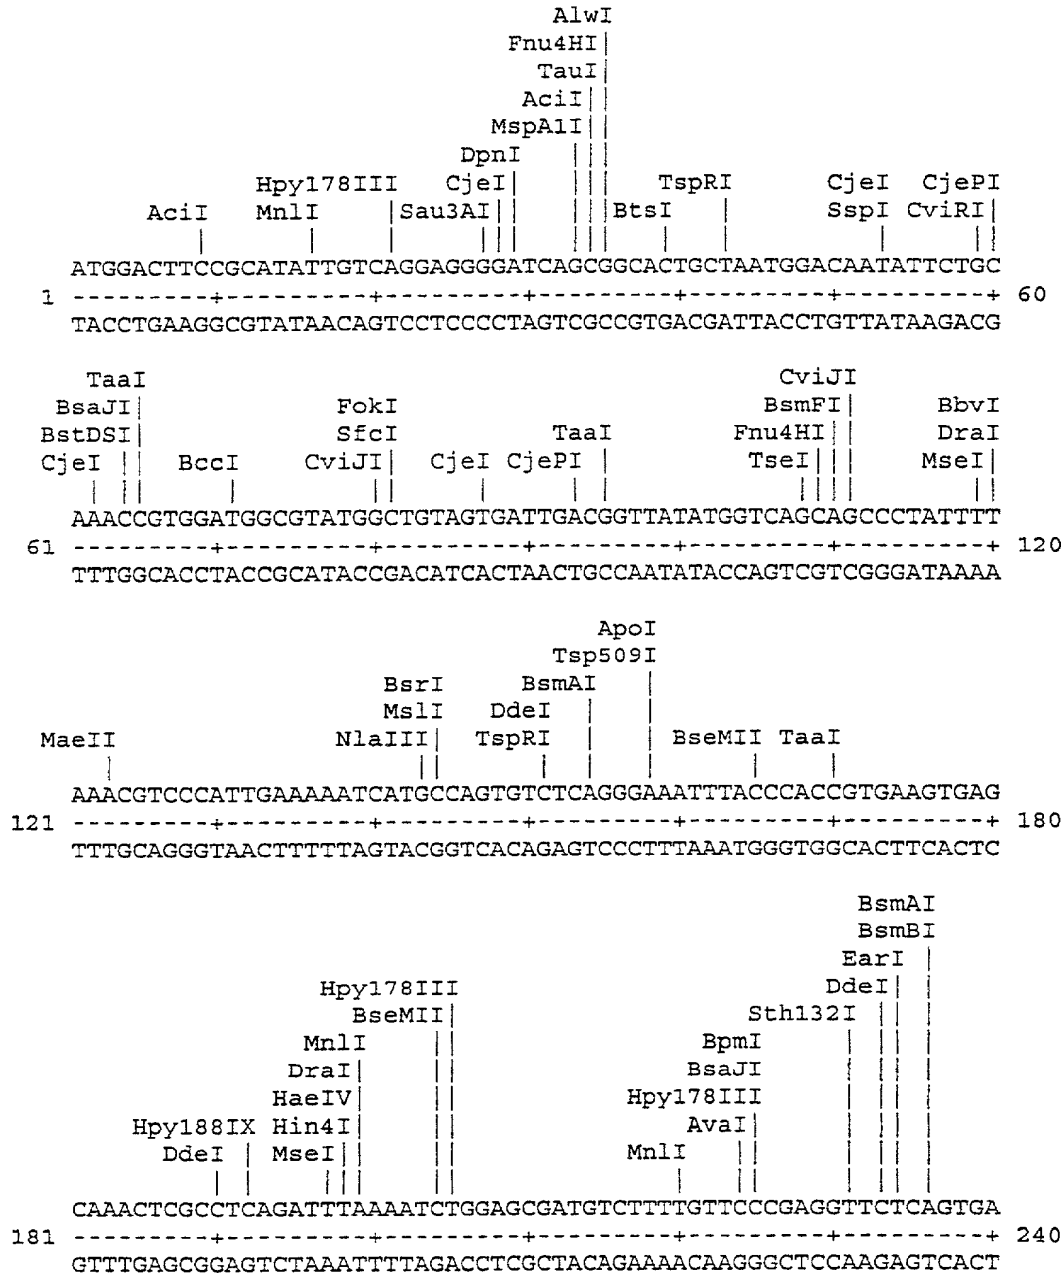 AlwI
Fnu4HI
TauI
AciI
MspA1I
DpnI
Hpy178III CjeI TspRI CjeI CjePI
AciI MnlI Sau3AI BtsI SspI CviRI
ATGGACTTCCGCATATTGTCAGGAGGGGATCAGCGGCACTGCTAATGGACAATATTCTGC
1 ---------+---------+---------+---------+---------+---------+ 60
TACCTGAAGGCGTATAACAGTCCTCCCCTAGTCGCCGTGACGATTACCTGTTATAAGACG
TaaI CviJI
BsaJI FokI BsmFI BbvI
BstDSI SfcI TaaI Fnu4HI DraI
CjeI BccI CviJI CjeI CjePI TseI MseI
AAACCGTGGATGGCGTATGGCTGTAGTGATTGACGGTTATATGGTCAGCAGCCCTATTTT
61 ---------+---------+---------+---------+---------+---------+ 120
TTTGGCACCTACCGCATACCGACATCACTAACTGCCAATATACCAGTCGTCGGGATAAAA
ApoI
Tsp509I
BsrI BsmAI
MslI DdeI
MaeII NlaIII TspRI BseMII TaaI
AAACGTCCCATTGAAAAATCATGCCAGTGTCTCAGGGAAATTTACCCACCGTGAAGTGAG
121 ---------+---------+---------+---------+---------+---------+ 180
TTTGCAGGGTAACTTTTTAGTACGGTCACAGAGTCCCTTTAAATGGGTGGCACTTCACTC
BsmAI
BsmBI
EarI
Hpy178III DdeI
BseMII Sth132I
MnlI BpmI
DraI BsaJI
HaeIV Hpy178III
Hpy188IX Hin4I AvaI
DdeI MseI MnlI
CAAACTCGCCTCAGATTTAAAATCTGGAGCGATGTCTTTTGTTCCCGAGGTTCTCAGTGA
181 ---------+---------+---------+---------+---------+---------+ 240
GTTTGAGCGGAGTCTAAATTTTAGACCTCGCTACAGAAAACAAGGGCTCCAAGAGTCACT